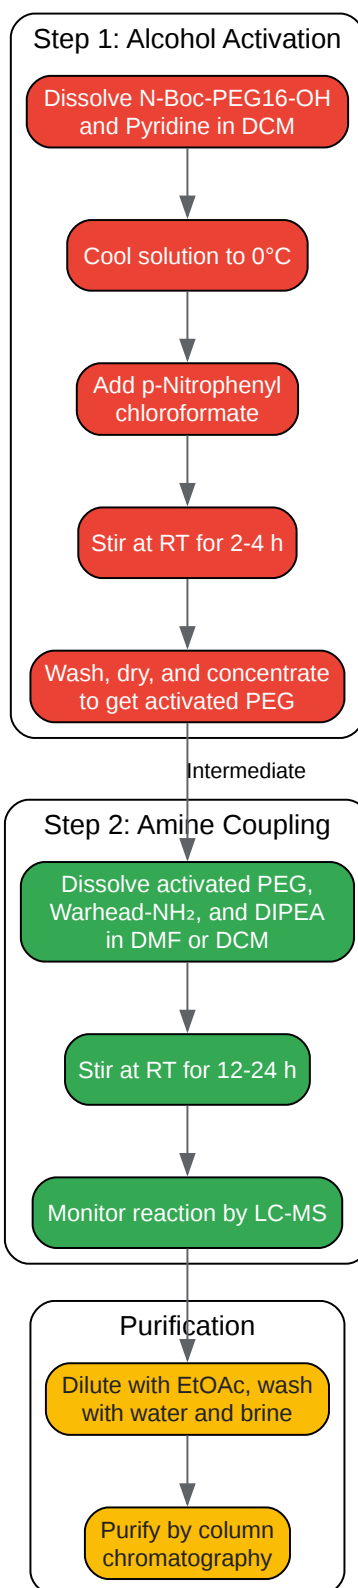 Step 1: Alcohol Activation
Dissolve N-Boc-PEG16-OH
and Pyridine in DCM
Cool solution to 0°C
Add p-Nitrophenyl
chloroformate
Stir at RT for 2-4 h
Wash, dry, and concentrate
to get activated PEG
Intermediate
Step 2: Amine Coupling
Dissolve activated PEG,
Warhead-NH₂, and DIPEA
in DMF or DCM
Stir at RT for 12-24 h
Monitor reaction by LC-MS
Purification
Dilute with EtOAc, wash
with water and brine
Purify by column
chromatography